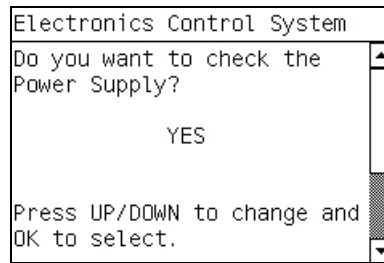 Electronics Control System
Do you want to check the
Power Supply?
YES
Press UP/DOWN to change and
OK to select.